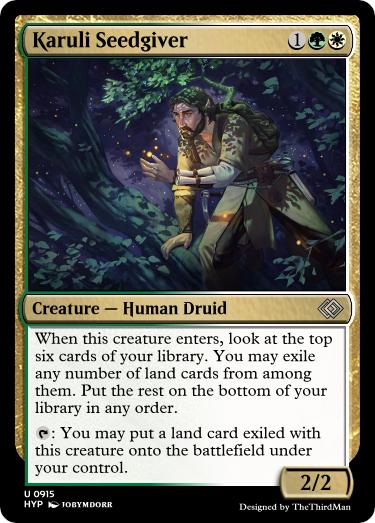 Karuli Seedgiver 1
Creature — Human Druid
When this creature enters, look at the top
six cards of your library. You may exile
any number of land cards from among
them. Put the rest on the bottom of your
library in any order.
: You may put a land card exiled with
this creature onto the battlefield under
your control.
2/2
U 0915
HYP JOBYMDORR
Designed by TheThirdMan